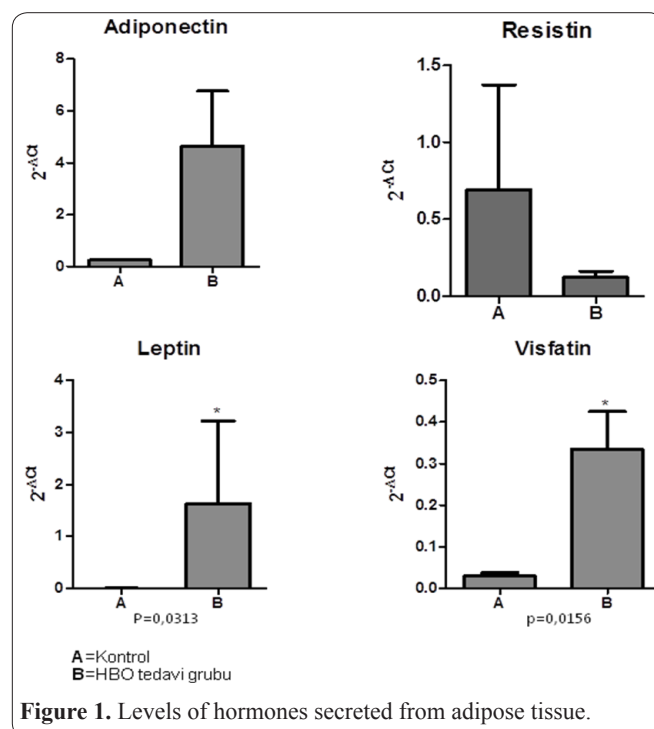 Adiponectin
2^-ΔCt
8
6
4
2
0
A B
Resistin
2^-ΔCt
1.5
1.0
0.5
0.0
A B
Leptin
2^-ΔCt
4
3
2
1
0
*
A B
P=0,0313
Visfatin
2^-ΔCt
0.5
0.4
0.3
0.2
0.1
0.0
*
A B
p=0,0156
A=Kontrol
B=HBO tedavi grubu
Figure 1. Levels of hormones secreted from adipose tissue.